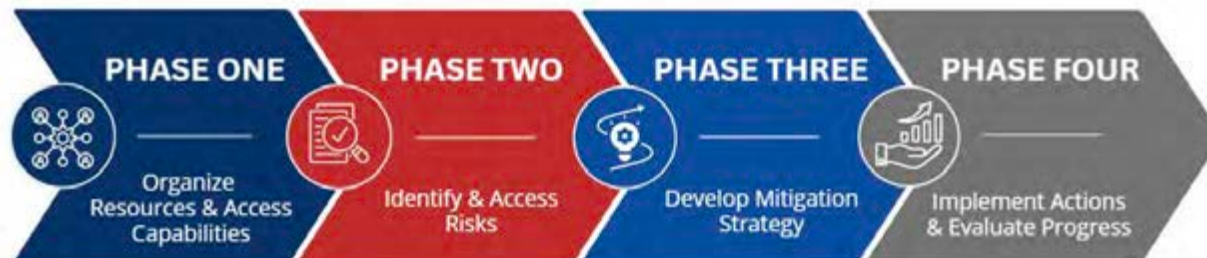 PHASE ONE
Organize
Resources & Access
Capabilities
PHASE TWO
Identify & Access
Risks
PHASE THREE
Develop Mitigation
Strategy
PHASE FOUR
Implement Actions
& Evaluate Progress